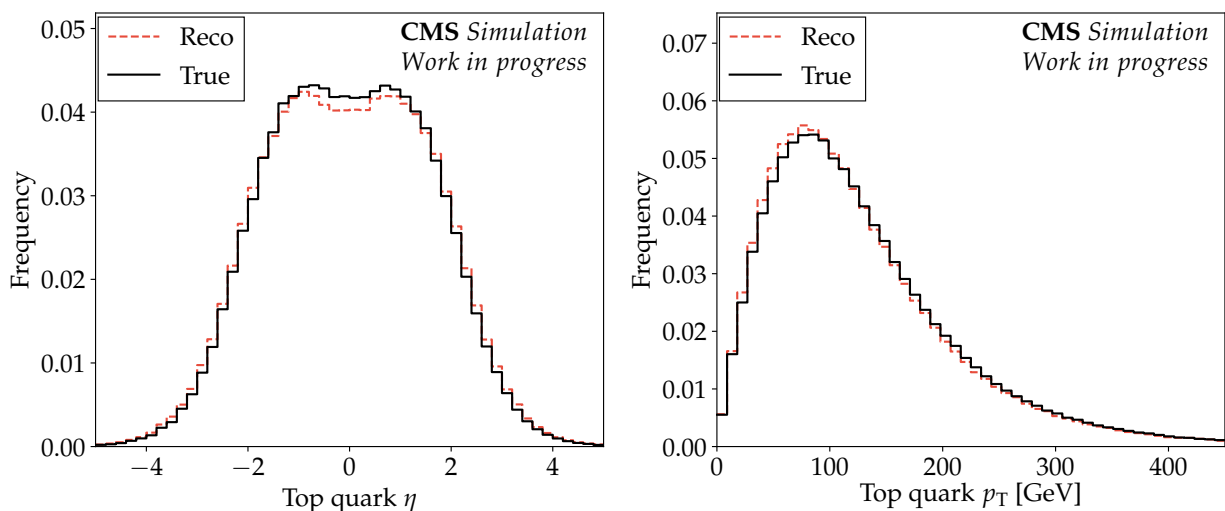 0.05
0.04
0.03
0.02
0.01
0.00
Frequency
Reco
True
CMS Simulation
Work in progress
−4
−2
0
2
4
Top quark η
0.07
0.06
0.05
0.04
0.03
0.02
0.01
0.00
Frequency
Reco
True
CMS Simulation
Work in progress
0
100
200
300
400
Top quark pT [GeV]